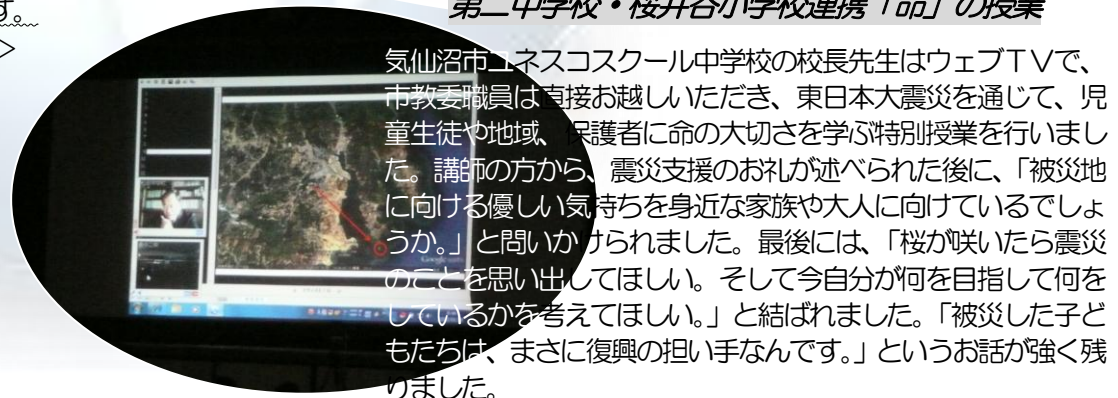 す。
第二中学校・桜井谷小学校連携「命」の授業
気仙沼市ユネスコスクール中学校の校長先生はウェブTVで、
市教委職員は直接お越しいただき、東日本大震災を通じて、児
童生徒や地域、保護者に命の大切さを学ぶ特別授業を行いまし
た。講師の方から、震災支援のお礼が述べられた後に、「被災地
に向ける優しい気持ちを身近な家族や大人に向けているでしょ
うか。」と問いかけられました。最後には、「桜が咲いたら震災
のことを思い出してほしい。そして今自分が何を目指して何を
しているかを考えてほしい。」と結ばれました。「被災した子ど
もたちは、まさに復興の担い手なんです。」というお話が強く残
りました。